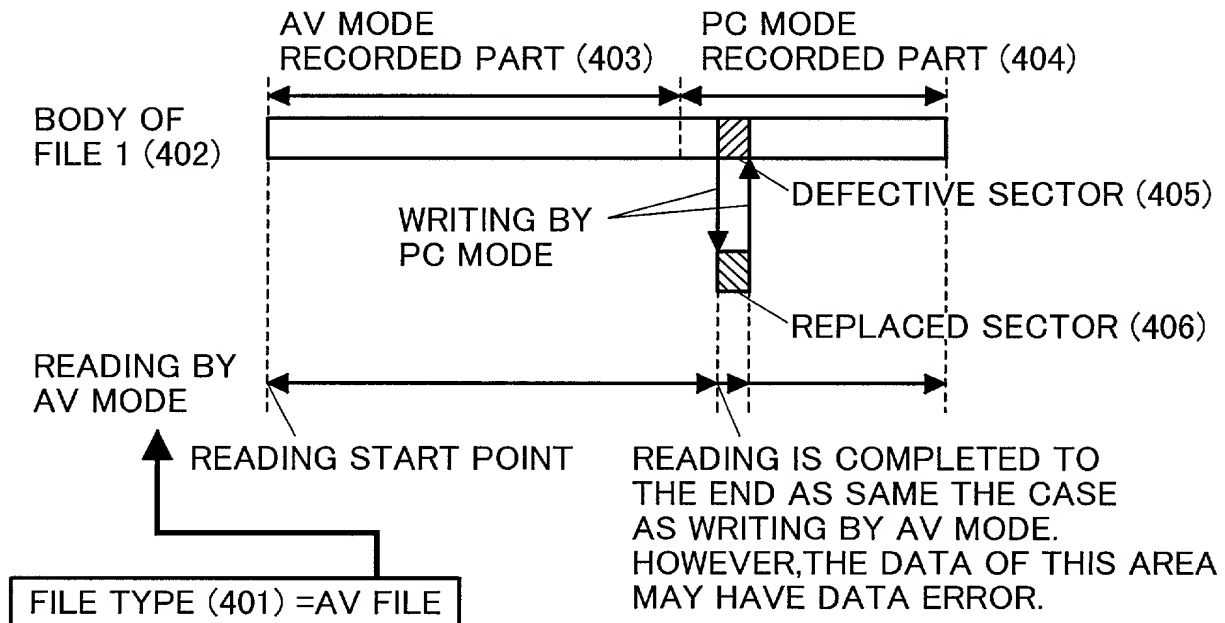 AV MODE
RECORDED PART (403)
PC MODE
RECORDED PART (404)
BODY OF
FILE 1 (402)
DEFECTIVE SECTOR (405)
WRITING BY
PC MODE
REPLACED SECTOR (406)
READING BY
AV MODE
READING START POINT
READING IS COMPLETED TO
THE END AS SAME THE CASE
AS WRITING BY AV MODE.
HOWEVER,THE DATA OF THIS AREA
MAY HAVE DATA ERROR.
FILE TYPE (401) =AV FILE